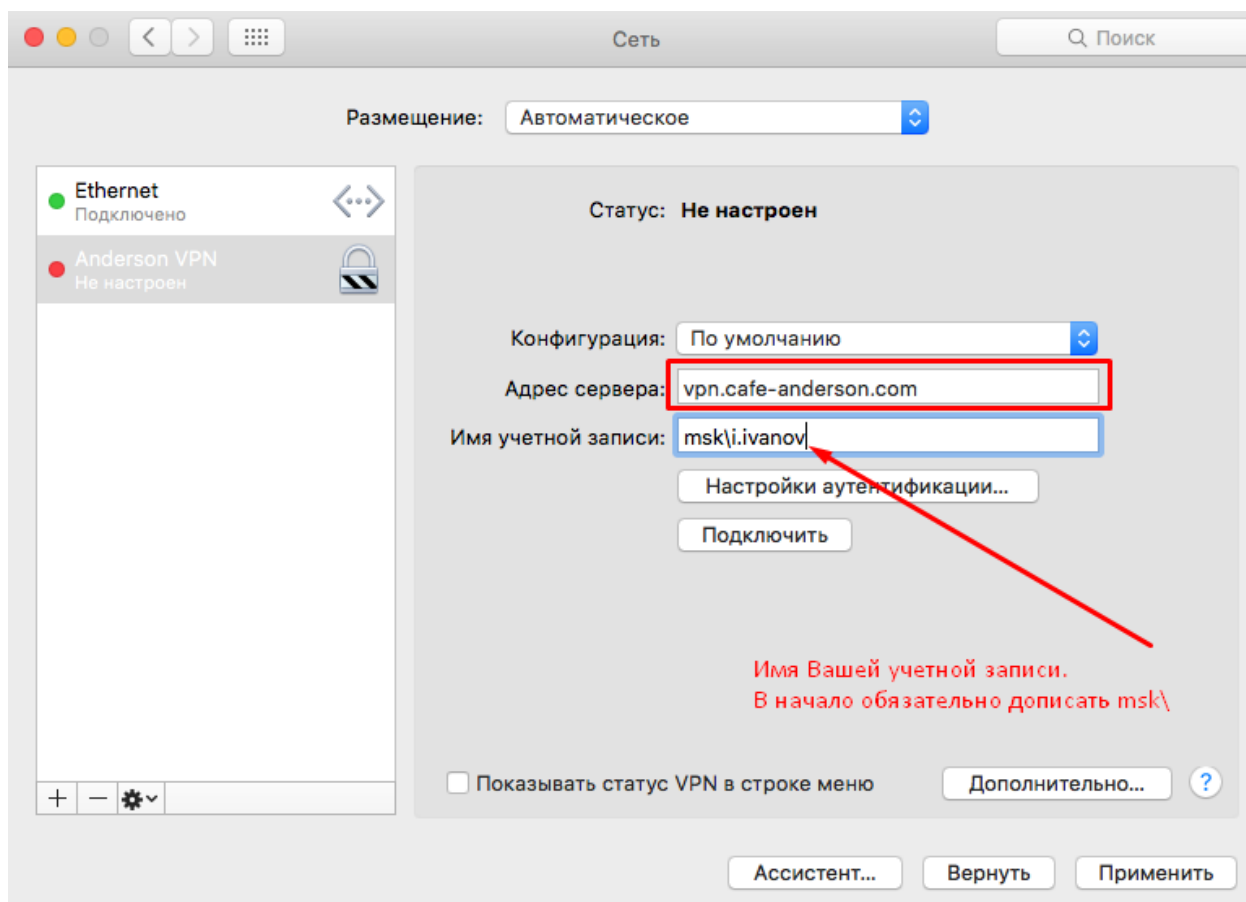 Сеть
Поиск
Размещение: Автоматическое
Ethernet
Подключено
Anderson VPN
Не настроен
Статус: Не настроен
Конфигурация: По умолчанию
Адрес сервера: vpn.cafe-anderson.com
Имя учетной записи: msk\i.ivanov
Настройки аутентификации...
Подключить
Имя Вашей учетной записи.
В начало обязательно дописать msk\
Показывать статус VPN в строке меню
Дополнительно... ?
Ассистент... Вернуть Применить